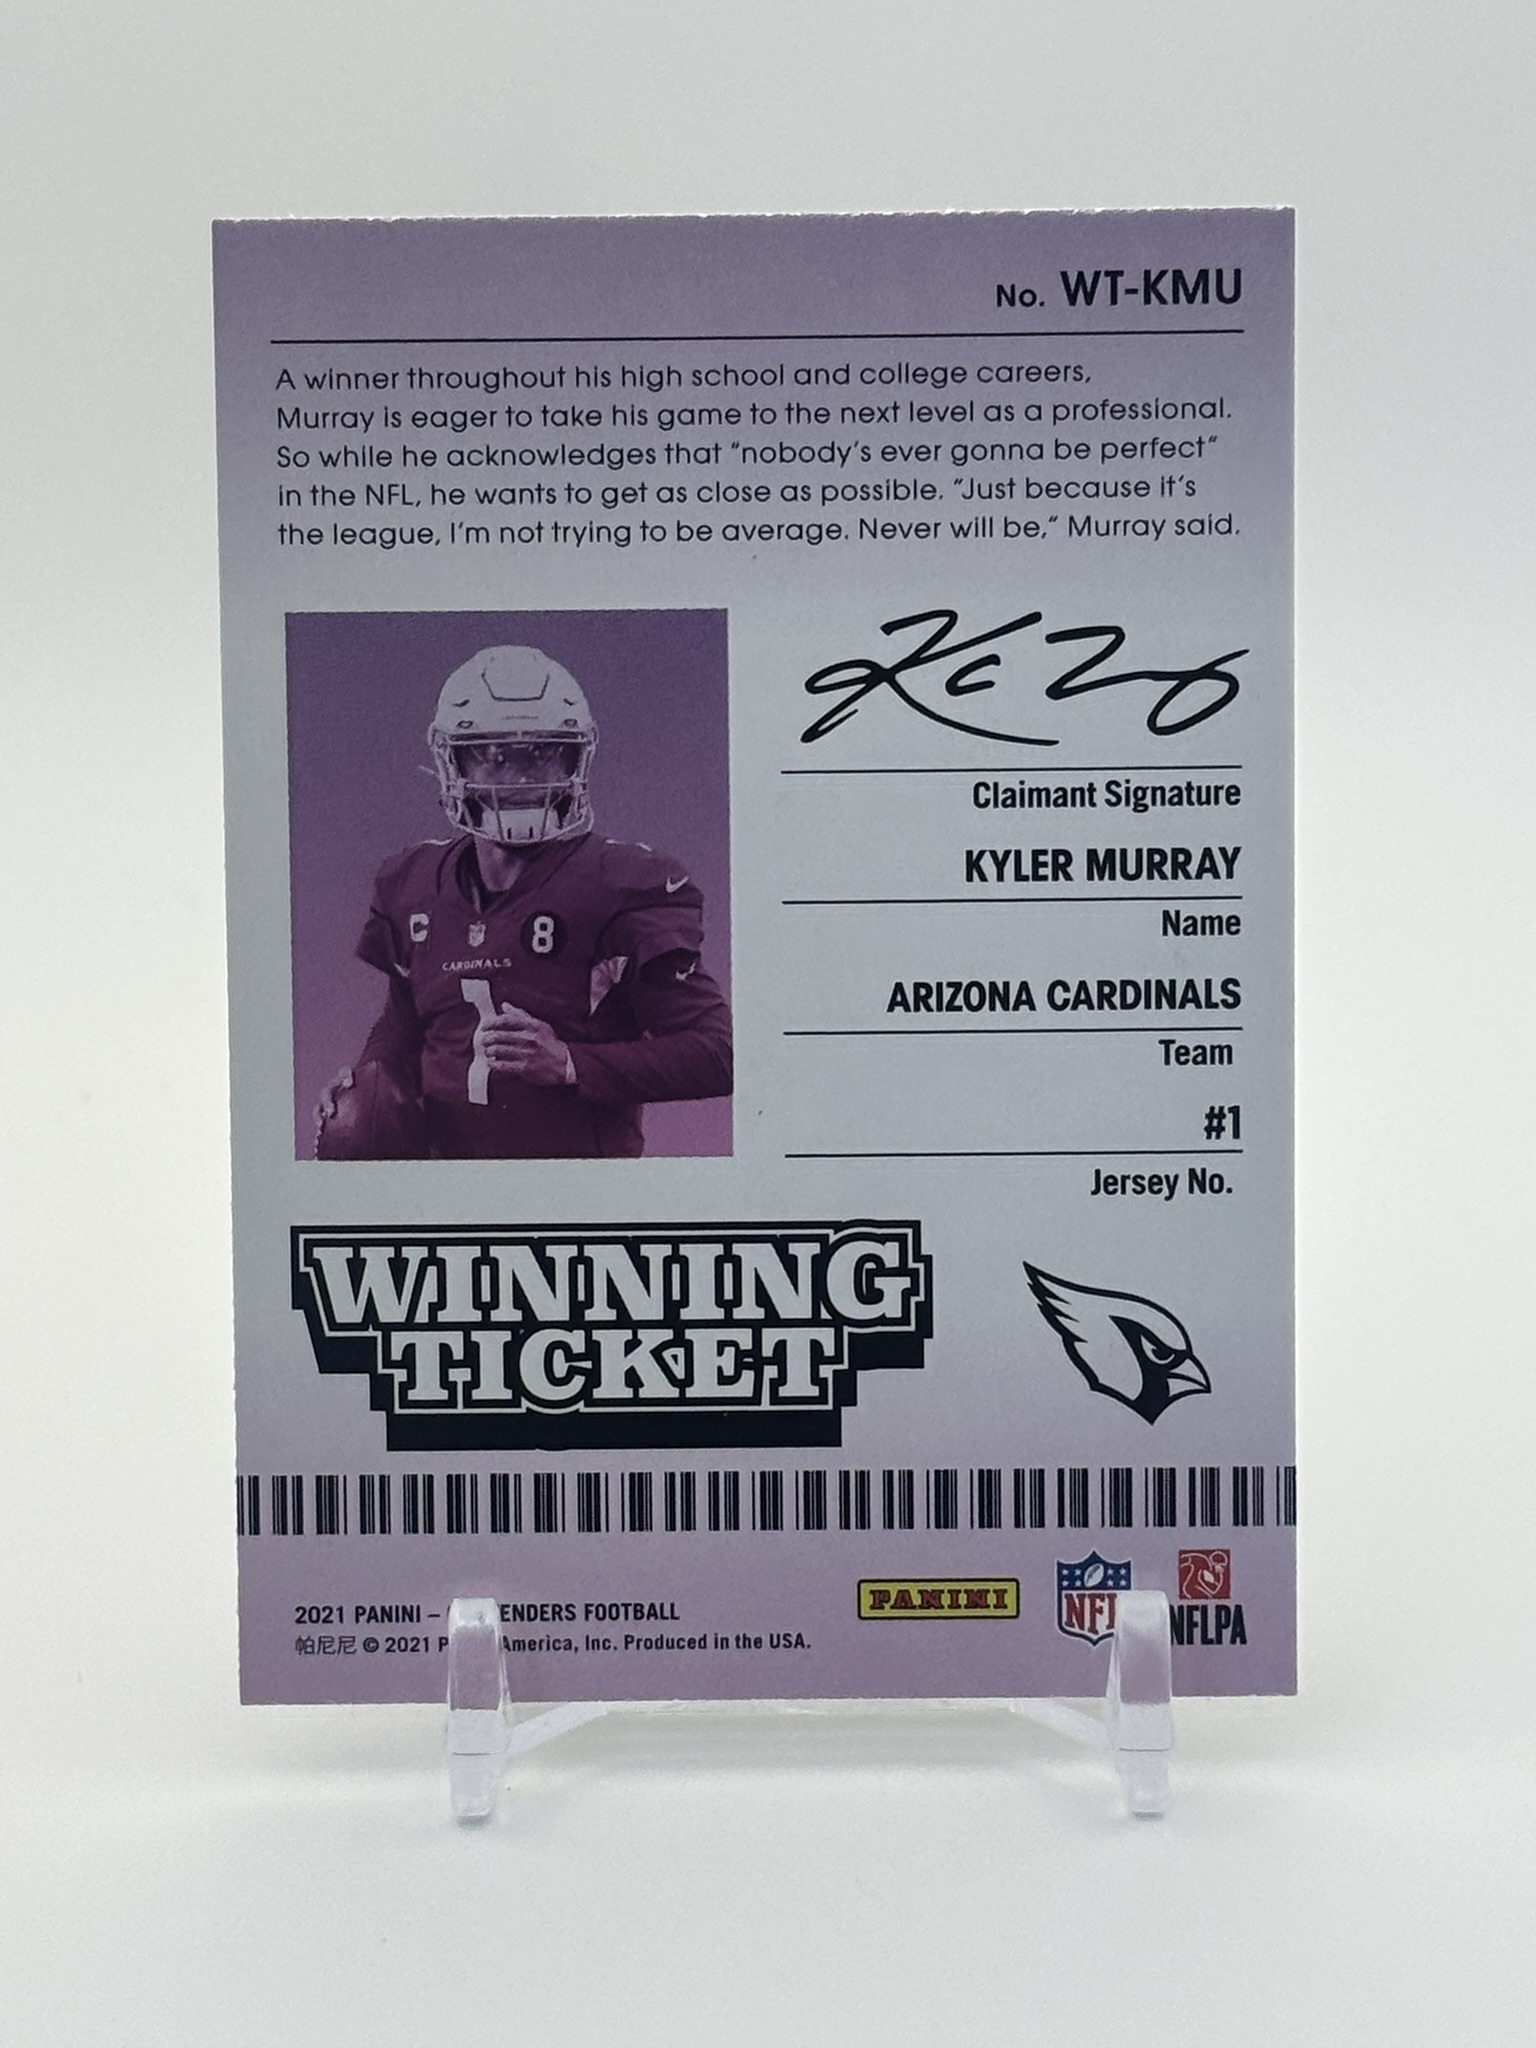 No. WT-KMU
A winner throughout his high school and college careers,
Murray is eager to take his game to the next level as a professional.
So while he acknowledges that “nobody's ever gonna be perfect“
in the NFL, he wants to get as close as possible. “Just because it's
the league, I'm not trying to be average. Never will be,“ Murray said.
C
8
CARDINALS
1
Claimant Signature
KYLER MURRAY
Name
ARIZONA CARDINALS
Team
#1
Jersey No.
WINNING
TICKET
PANINI
NFL
NFLPA
2021 PANINI – ENDERS FOOTBALL
帕尼尼 © 2021 P America, Inc. Produced in the USA.